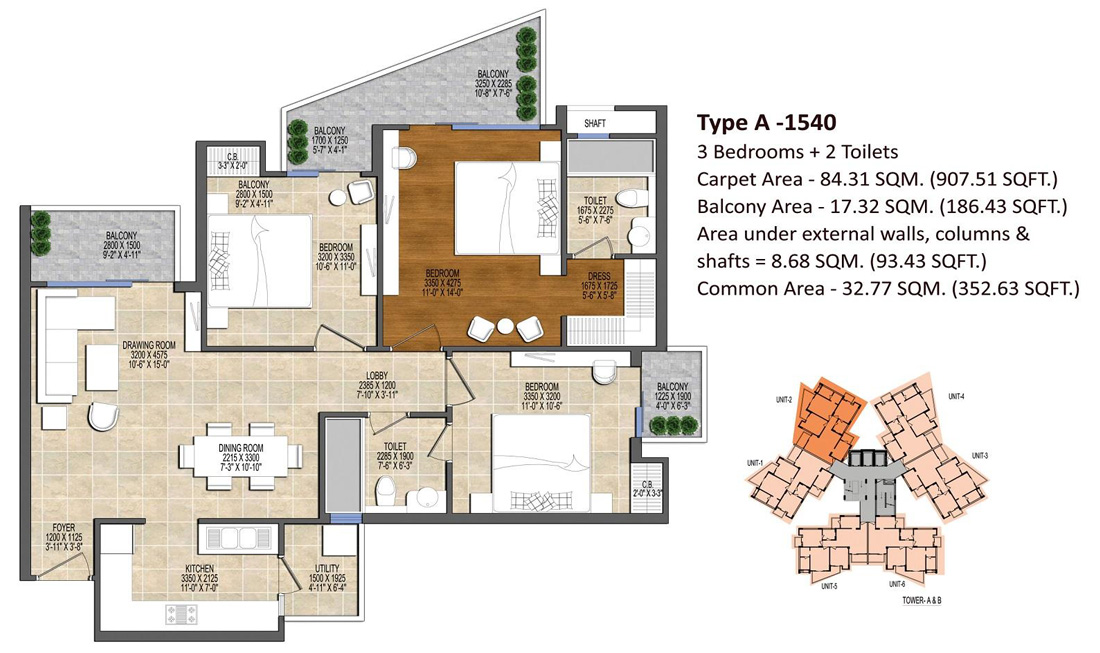 BALCONY
3250 X 2285
10'-8" X 7'-6"
BALCONY
1700 X 1250
5'-7" X 4'-1"
SHAFT
C.B.
3'-3" X 2'-0"
BALCONY
2800 X 1500
9'-2" X 4'-11"
BEDROOM
3200 X 3350
10'-6" X 11'-0"
TOILET
1675 X 2275
5'-6" X 7'-6"
BALCONY
2800 X 1500
9'-2" X 4'-11"
BEDROOM
3350 X 4275
11'-0" X 14'-0"
DRESS
1675 X 1725
5'-6" X 5'-8"
DRAWING ROOM
3200 X 4575
10'-6" X 15'-0"
LOBBY
2385 X 1200
7'-10" X 3'-11"
BEDROOM
3350 X 3200
11'-0" X 10'-6"
BALCONY
1225 X 1900
4'-0" X 6'-3"
DINING ROOM
2215 X 3300
7'-3" X 10'-10"
TOILET
2285 X 1900
7'-6" X 6'-3"
C.B.
2'-0" X 3'-3"
FOYER
1200 X 1125
3'-11" X 3'-8"
KITCHEN
3350 X 2125
11'-0" X 7'-0"
UTILITY
1500 X 1925
4'-11" X 6'-4"
Type A -1540
3 Bedrooms + 2 Toilets
Carpet Area - 84.31 SQM. (907.51 SQFT.)
Balcony Area - 17.32 SQM. (186.43 SQFT.)
Area under external walls, columns &
shafts = 8.68 SQM. (93.43 SQFT.)
Common Area - 32.77 SQM. (352.63 SQFT.)
UNIT-2
UNIT-4
UNIT-1
UNIT-3
UNIT-5
UNIT-6
TOWER- A & B